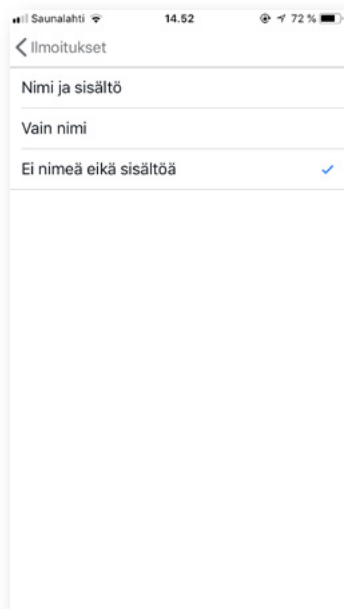 Saunalahti 14.52 72 %
Ilmoitukset
Nimi ja sisältö
Vain nimi
Ei nimeä eikä sisältöä